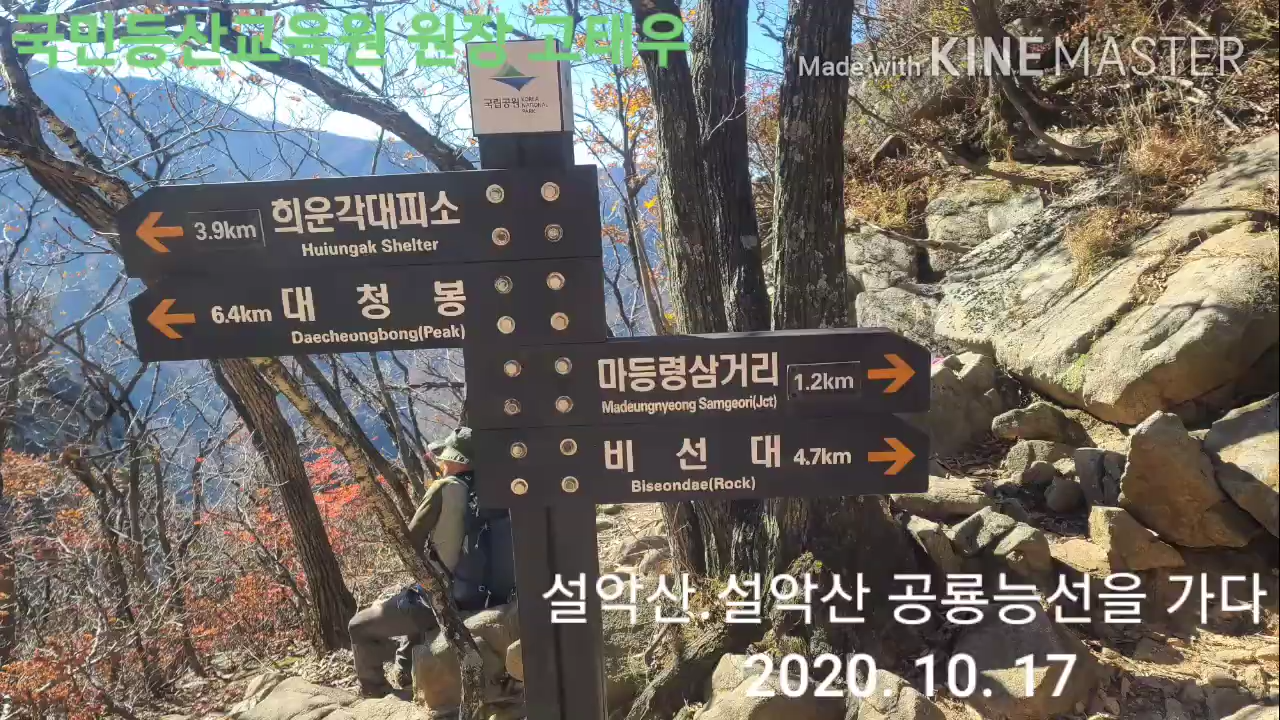 국민등산교육원 원장 고태우
Made with KINEMASTER
국립공원 KOREA NATIONAL PARK
3.9km 희운각대피소
Huiungak Shelter
6.4km 대 청 봉
Daecheongbong(Peak)
마등령삼거리 1.2km
Madeungnyeong Samgeori(Jct)
비 선 대 4.7km
Biseondae(Rock)
설악산.설악산 공룡능선을 가다
2020. 10. 17